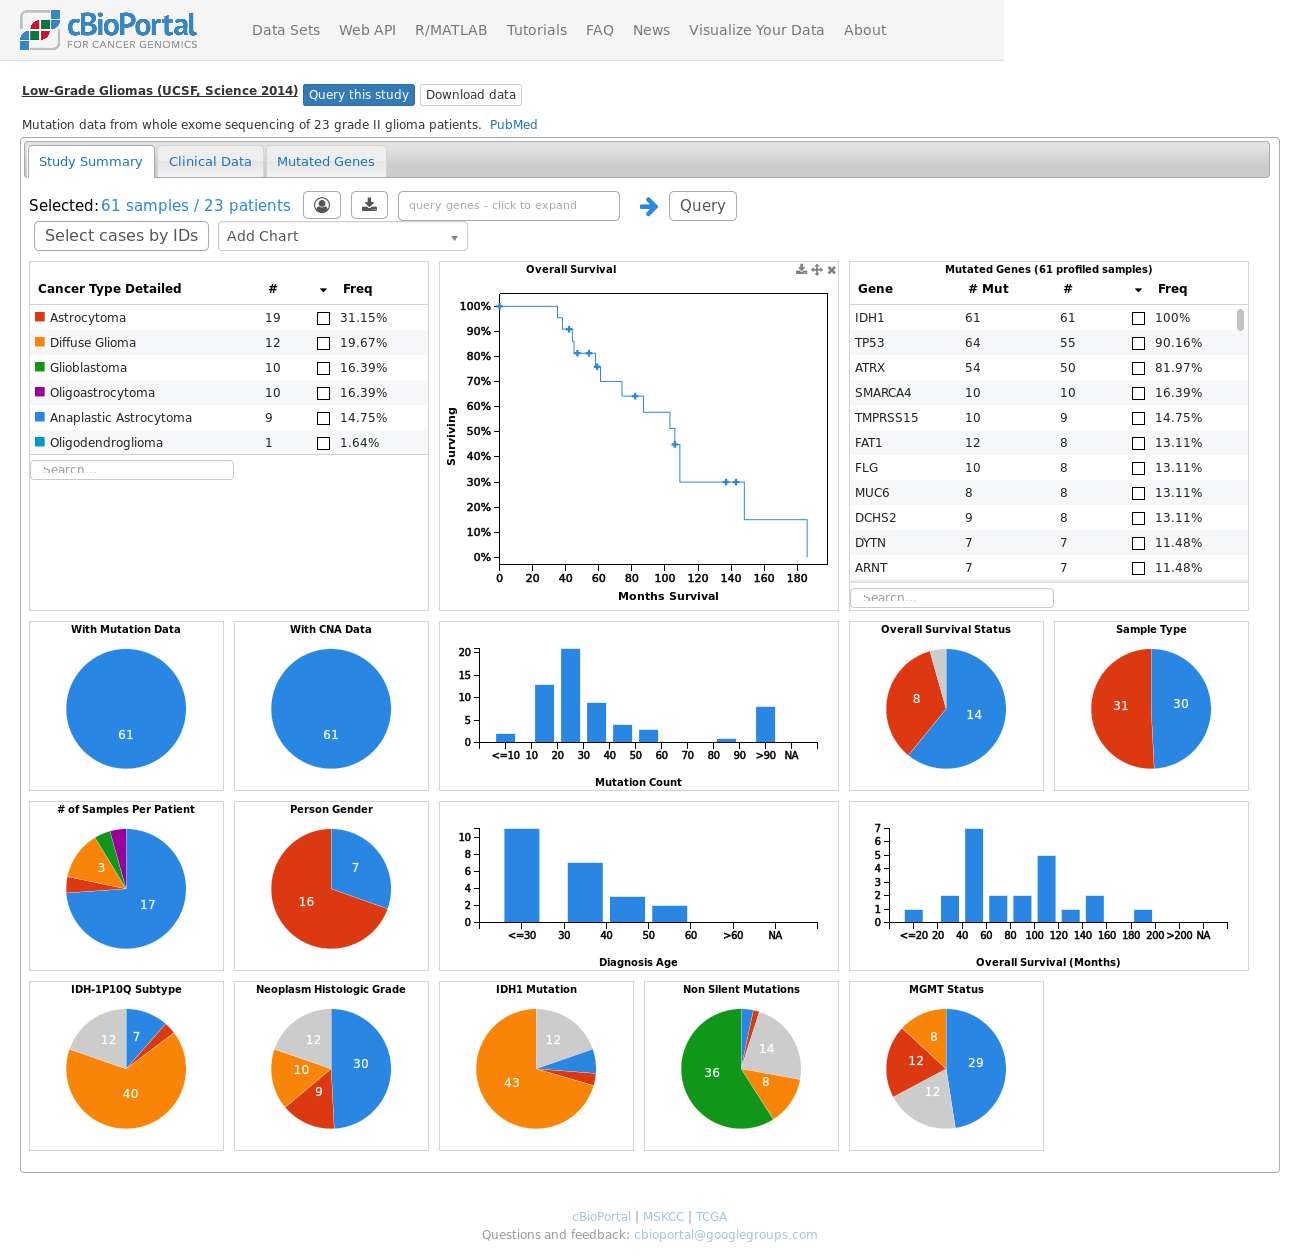 cBioPortal
FOR CANCER GENOMICS
Data Sets Web API R/MATLAB Tutorials FAQ News Visualize Your Data About
Low-Grade Gliomas (UCSF, Science 2014) Query this study Download data
Mutation data from whole exome sequencing of 23 grade II glioma patients. PubMed
Study Summary Clinical Data Mutated Genes
Selected: 61 samples / 23 patients query genes - click to expand Query
Select cases by IDs Add Chart
Cancer Type Detailed # Freq
Astrocytoma 19 31.15%
Diffuse Glioma 12 19.67%
Glioblastoma 10 16.39%
Oligoastrocytoma 10 16.39%
Anaplastic Astrocytoma 9 14.75%
Oligodendroglioma 1 1.64%
Search...
Overall Survival
100%
90%
80%
70%
60%
50%
40%
30%
20%
10%
0%
Surviving
0 20 40 60 80 100 120 140 160 180
Months Survival
Mutated Genes (61 profiled samples)
Gene # Mut # Freq
IDH1 61 61 100%
TP53 64 55 90.16%
ATRX 54 50 81.97%
SMARCA4 10 10 16.39%
TMPRSS15 10 9 14.75%
FAT1 12 8 13.11%
FLG 10 8 13.11%
MUC6 8 8 13.11%
DCHS2 9 8 13.11%
DYTN 7 7 11.48%
ARNT 7 7 11.48%
Search...
With Mutation Data
61
With CNA Data
61
20
15
10
5
0
<=10 10 20 30 40 50 60 70 80 90 >90 NA
Mutation Count
Overall Survival Status
8
14
Sample Type
31
30
# of Samples Per Patient
3
17
Person Gender
7
16
10
8
6
4
2
0
<=30 30 40 50 60 >60 NA
Diagnosis Age
7
6
5
4
3
2
1
0
<=20 20 40 60 80 100 120 140 160 180 200 >200 NA
Overall Survival (Months)
IDH-1P10Q Subtype
12 7
40
Neoplasm Histologic Grade
12
30
10
9
IDH1 Mutation
12
43
Non Silent Mutations
14
36
8
MGMT Status
8
12
29
12
cBioPortal | MSKCC | TCGA
Questions and feedback: cbioportal@googlegroups.com